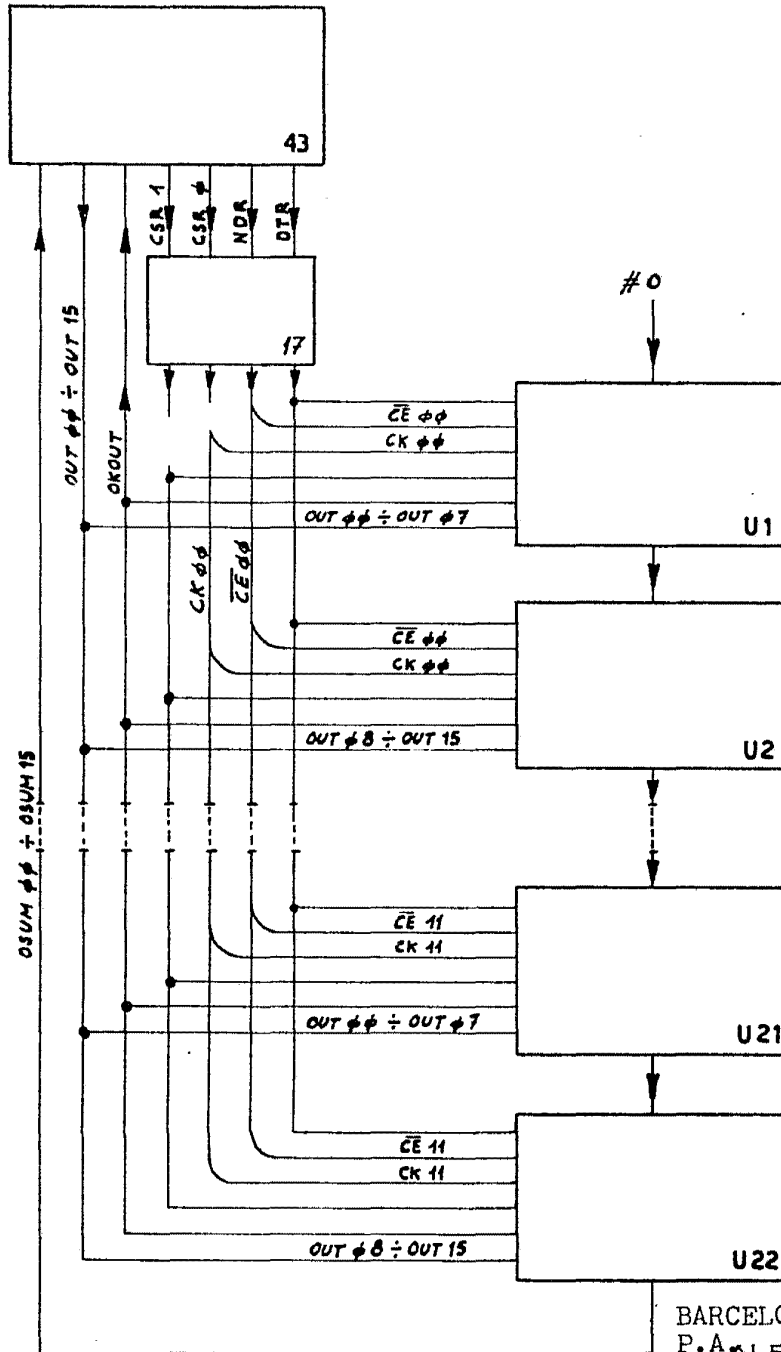 43
CSR 1
CSR ϕ
NDR
DTR
17
# 0
OUT ϕϕ ÷ OUT 15
OKOUT
C̅E̅ ϕϕ
CK ϕϕ
OUT ϕϕ ÷ OUT ϕ7
U1
CK ϕϕ
C̅E̅ ϕϕ
C̅E̅ ϕϕ
CK ϕϕ
OUT ϕ8 ÷ OUT 15
U2
OSUM ϕϕ ÷ OSUM 15
C̅E̅ 11
CK 11
OUT ϕϕ ÷ OUT ϕ7
U21
C̅E̅ 11
CK 11
OUT ϕ8 ÷ OUT 15
U22
BARCELO
P.A.